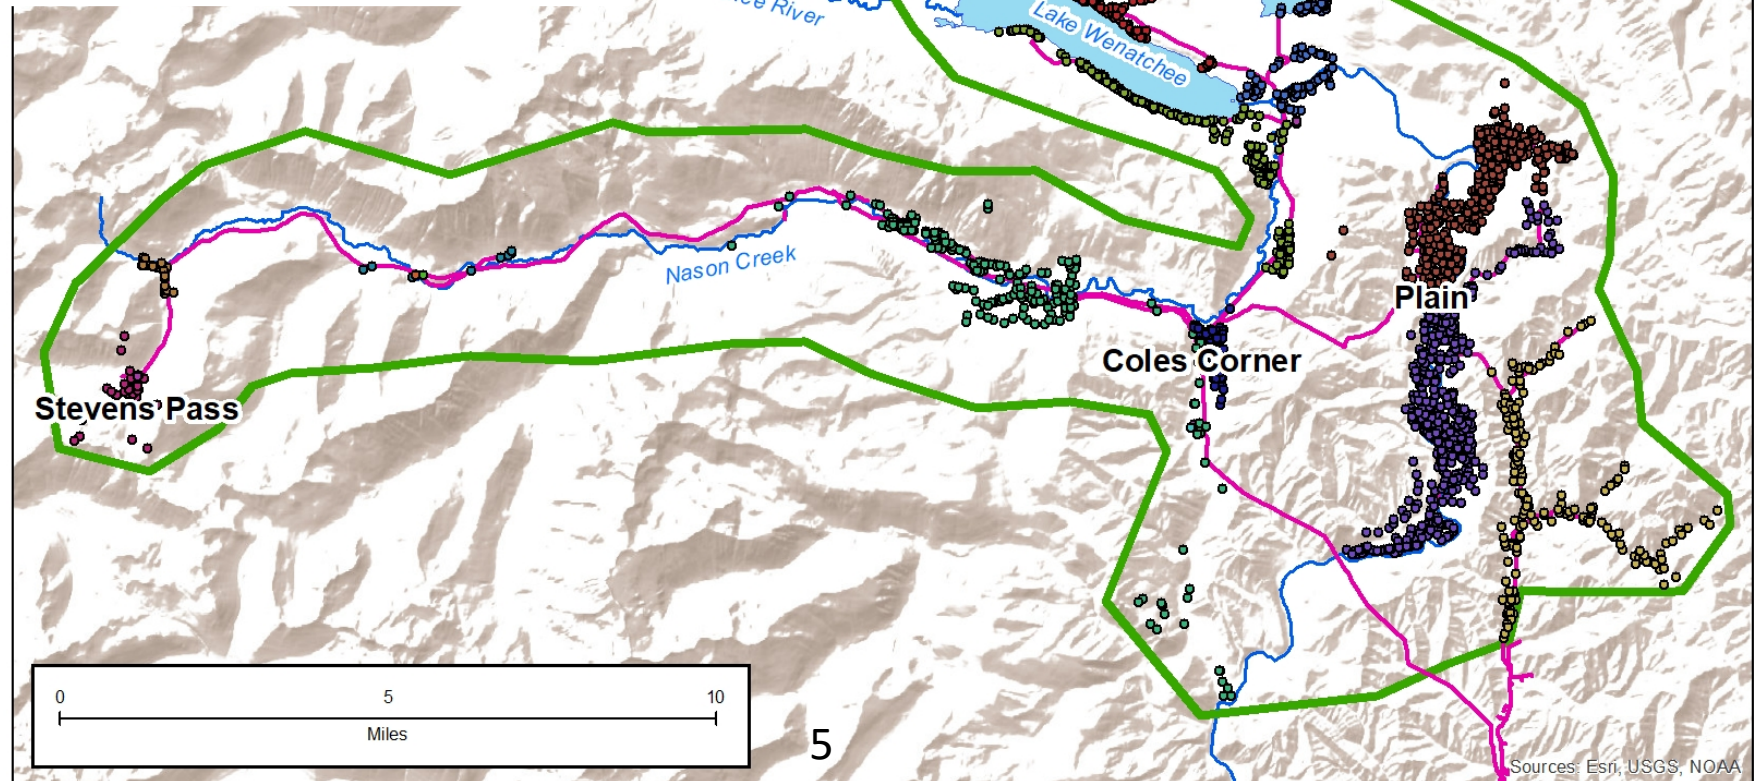 River
Lake Wenatchee
Nason Creek
Plain
Coles Corner
Stevens Pass
0 5 10
Miles
5
Sources: Esri, USGS, NOAA